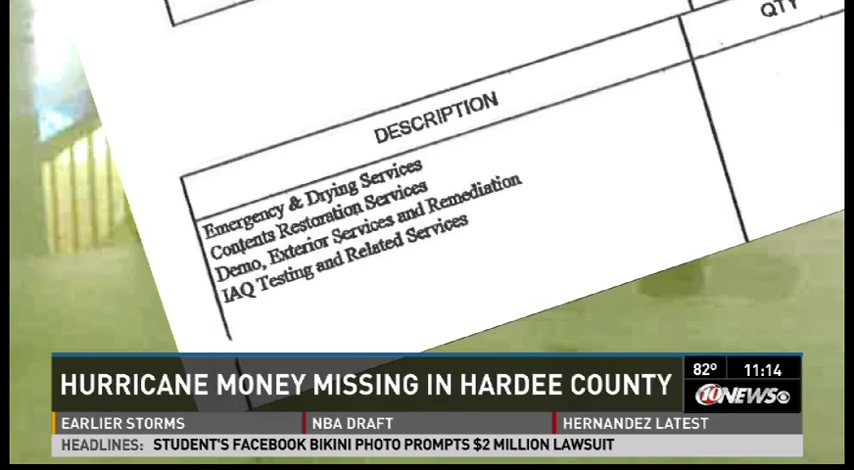 QTY
DESCRIPTION
Emergency & Drying Services
Contents Restoration Services
Demo, Exterior Services and Remediation
IAQ Testing and Related Services
HURRICANE MONEY MISSING IN HARDEE COUNTY
82° 11:14
10 NEWS
EARLIER STORMS NBA DRAFT HERNANDEZ LATEST
HEADLINES: STUDENT'S FACEBOOK BIKINI PHOTO PROMPTS $2 MILLION LAWSUIT